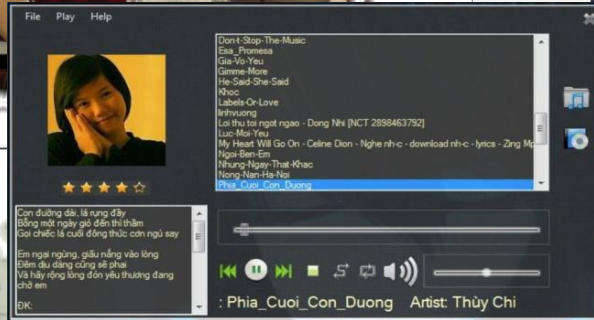 File Play Help
Don-t-Stop-The-Music
Esa_Promesa
Gia-Vo-Yeu
Gimme-More
He-Said-She-Said
Khoc
Labels-Or-Love
linhvuong
Loi thu toi ngot ngao - Dong Nhi [NCT 2898463792]
Luc-Moi-Yeu
My Heart Will Go On - Celine Dion - Nghe nh-c - download nh-c - lyrics - Zing Mp
Ngoi-Ben-Em
Nhung-Ngay-That-Khac
Nong-Nan-Ha-Noi
Phia_Cuoi_Con_Duong
Con đường dài, lá rụng đầy
Bỗng một ngày gió đến thì thầm
Gọi chiếc lá cuối đông thức cơn ngủ say
Em ngại ngùng, giấu nắng vào lòng
Đêm dịu dàng cũng sẽ phai
Và hãy rộng lòng đón yêu thương đang
chờ em
ĐK:
: Phia_Cuoi_Con_Duong Artist: Thùy Chi